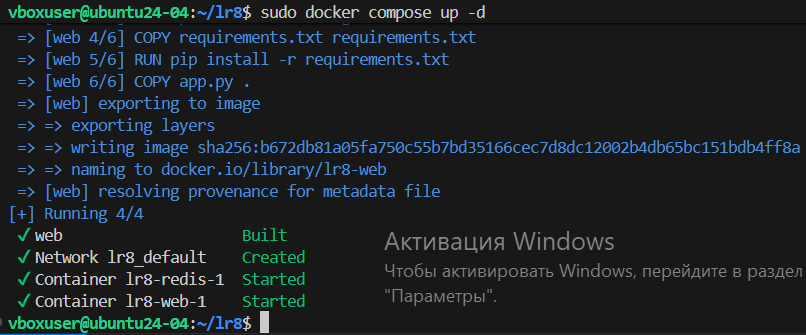 vboxuser@ubuntu24-04:~/lr8$ sudo docker compose up -d
=> [web 4/6] COPY requirements.txt requirements.txt
=> [web 5/6] RUN pip install -r requirements.txt
=> [web 6/6] COPY app.py .
=> [web] exporting to image
=> => exporting layers
=> => writing image sha256:b672db81a05fa750c55b7bd35166cec7d8dc12002b4db65bc151bdb4ff8a
=> => naming to docker.io/library/lr8-web
=> [web] resolving provenance for metadata file
[+] Running 4/4
✓ web Built
✓ Network lr8_default Created
✓ Container lr8-redis-1 Started
✓ Container lr8-web-1 Started
vboxuser@ubuntu24-04:~/lr8$
Активация Windows
Чтобы активировать Windows, перейдите в раздел
"Параметры".